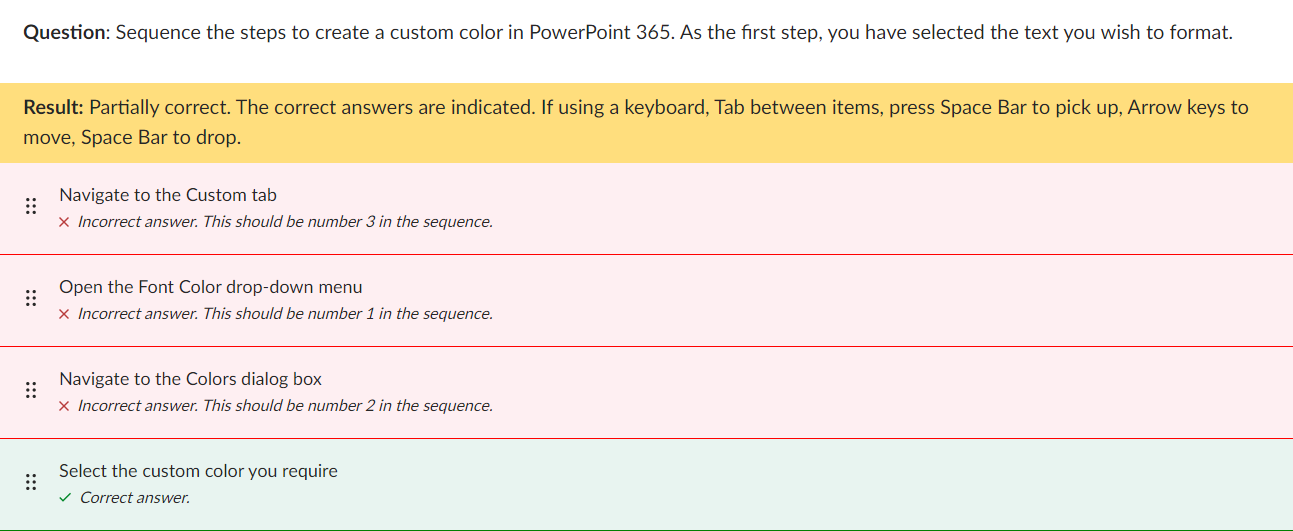 Question: Sequence the steps to create a custom color in PowerPoint 365. As the first step, you have selected the text you wish to format.
Result: Partially correct. The correct answers are indicated. If using a keyboard, Tab between items, press Space Bar to pick up, Arrow keys to
move, Space Bar to drop.
Navigate to the Custom tab
Incorrect answer. This should be number 3 in the sequence.
Open the Font Color drop-down menu
Incorrect answer. This should be number 1 in the sequence.
Navigate to the Colors dialog box
Incorrect answer. This should be number 2 in the sequence.
Select the custom color you require
Correct answer.